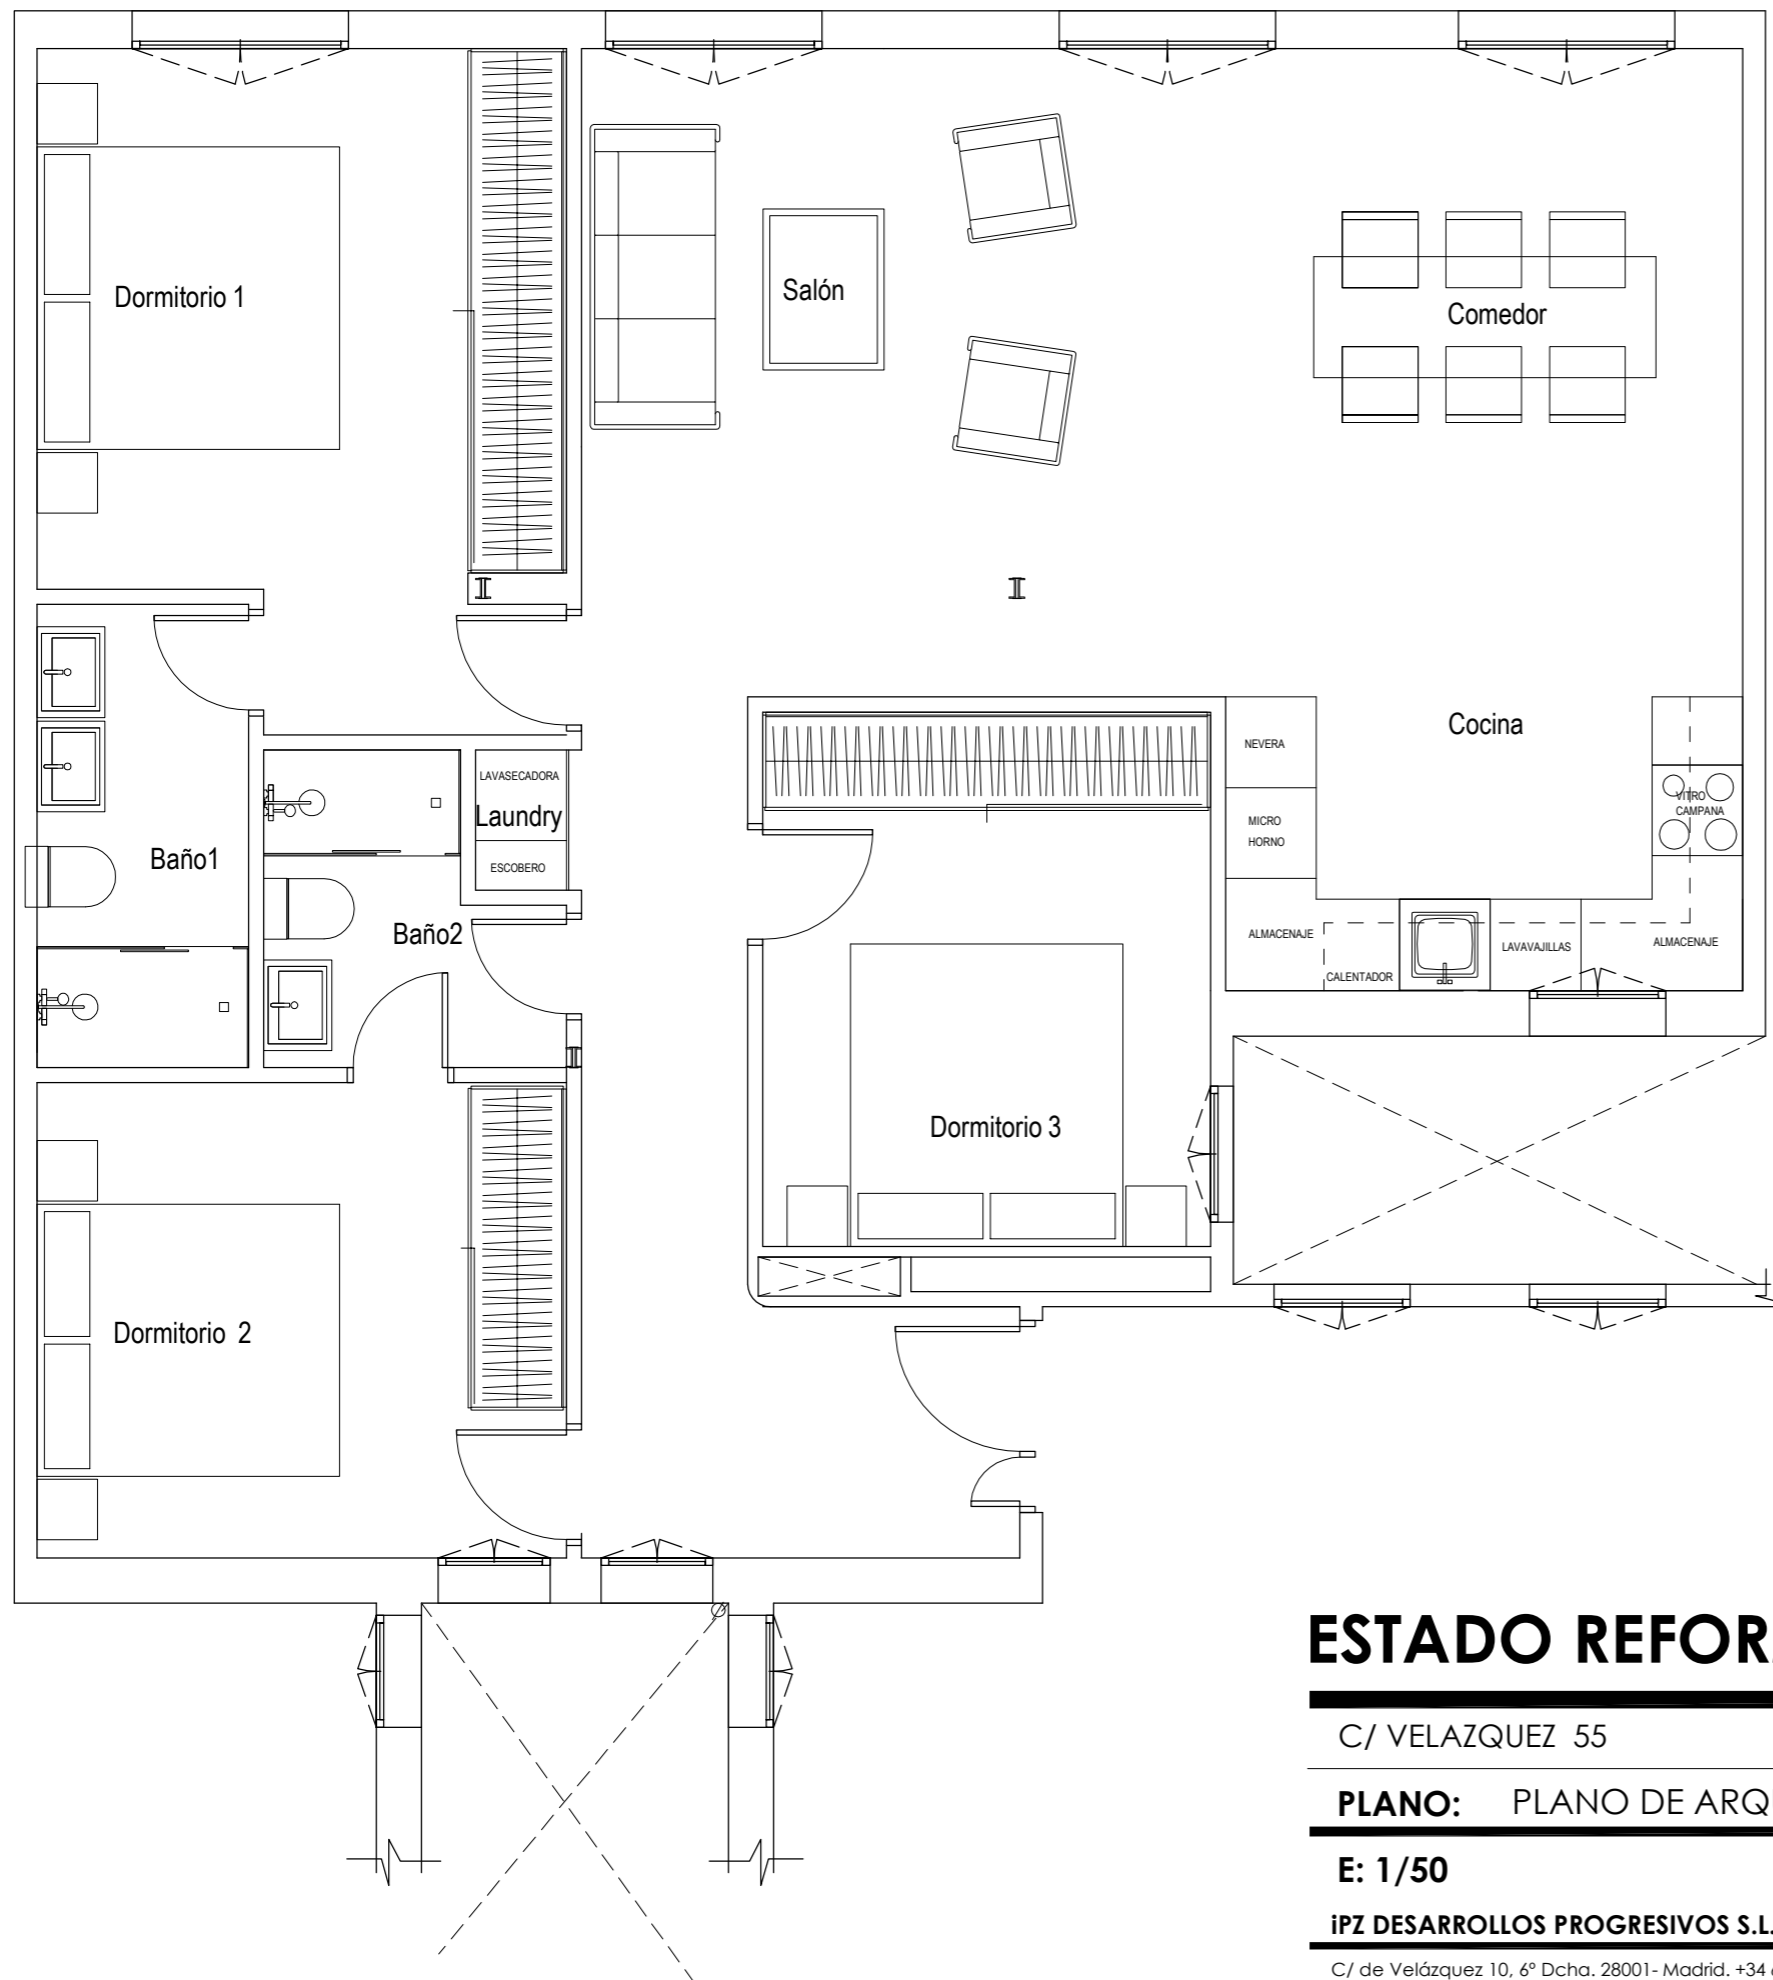 Dormitorio 1
Salón
Comedor
Cocina
NEVERA
MICRO
HORNO
VITRO
CAMPANA
ALMACENAJE
CALENTADOR
LAVAVAJILLAS
ALMACENAJE
LAVASECADORA
Laundry
ESCOBERO
Baño1
Baño2
Dormitorio 3
Dormitorio 2
ESTADO REFOR
C/ VELAZQUEZ 55
PLANO: PLANO DE ARQ
E: 1/50
iPZ DESARROLLOS PROGRESIVOS S.L.
C/ de Velázquez 10, 6º Dcha. 28001- Madrid. +34